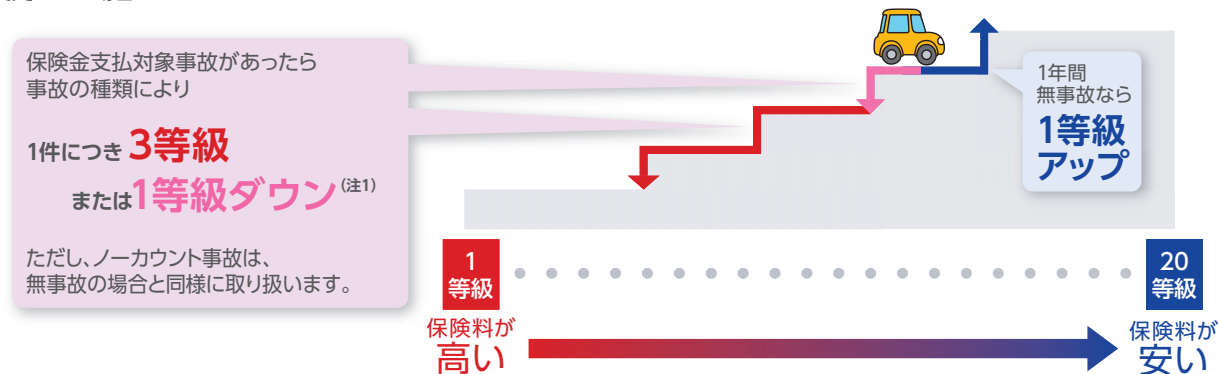 保険金支払対象事故があったら
事故の種類により
1件につき 3等級
または1等級ダウン(注1)
ただし、ノーカウント事故は、
無事故の場合と同様に取り扱います。
1年間
無事故なら
1等級
アップ
1
等級
20
等級
保険料が
高い
保険料が
安い